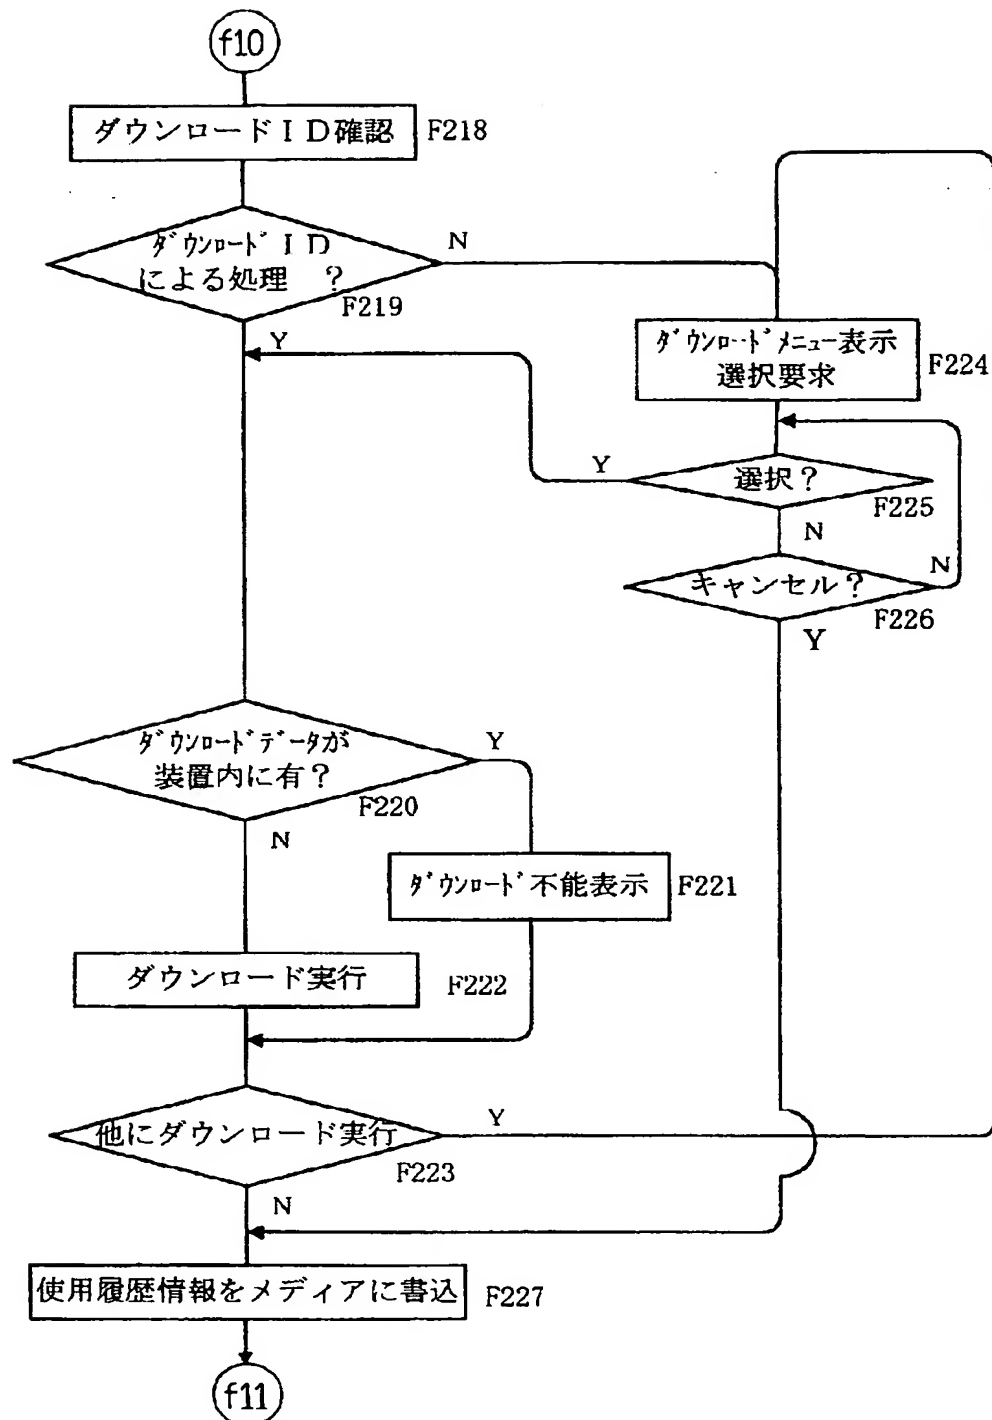 f10
ダウンロードＩＤ確認
F218
ﾀﾞｳﾝﾛｰﾄﾞＩＤ
による処理　？
F219
N
Y
ﾀﾞｳﾝﾛｰﾄﾞﾒﾆｭｰ表示
選択要求
F224
Y
選択？
F225
N
キャンセル？
F226
N
Y
ﾀﾞｳﾝﾛｰﾄﾞﾃﾞｰﾀが
装置内に有？
F220
Y
N
ﾀﾞｳﾝﾛｰﾄﾞ不能表示
F221
ダウンロード実行
F222
他にダウンロード実行
F223
Y
N
使用履歴情報をメディアに書込
F227
f11